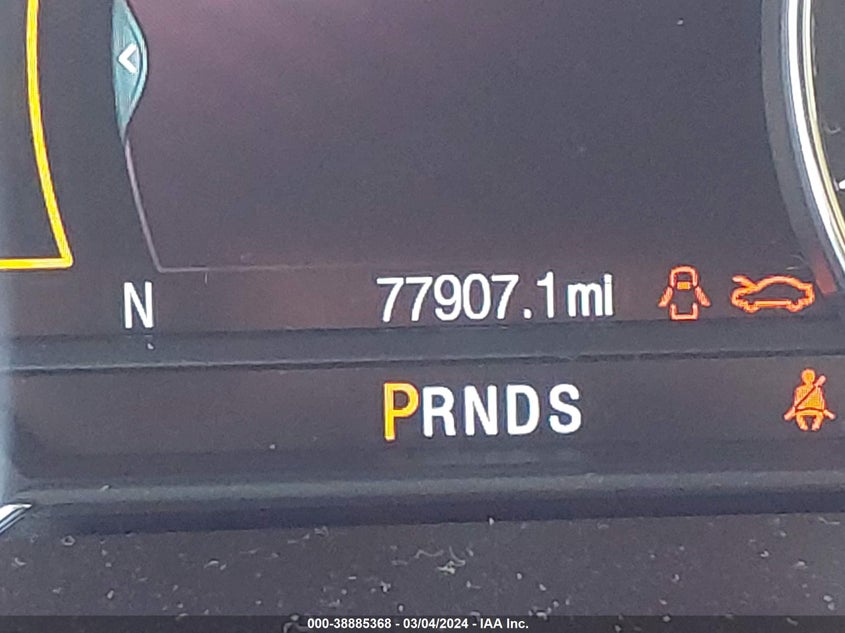 N 77907.1 mi
PRNDS
000-38885368 - 03/04/2024 - IAA Inc.